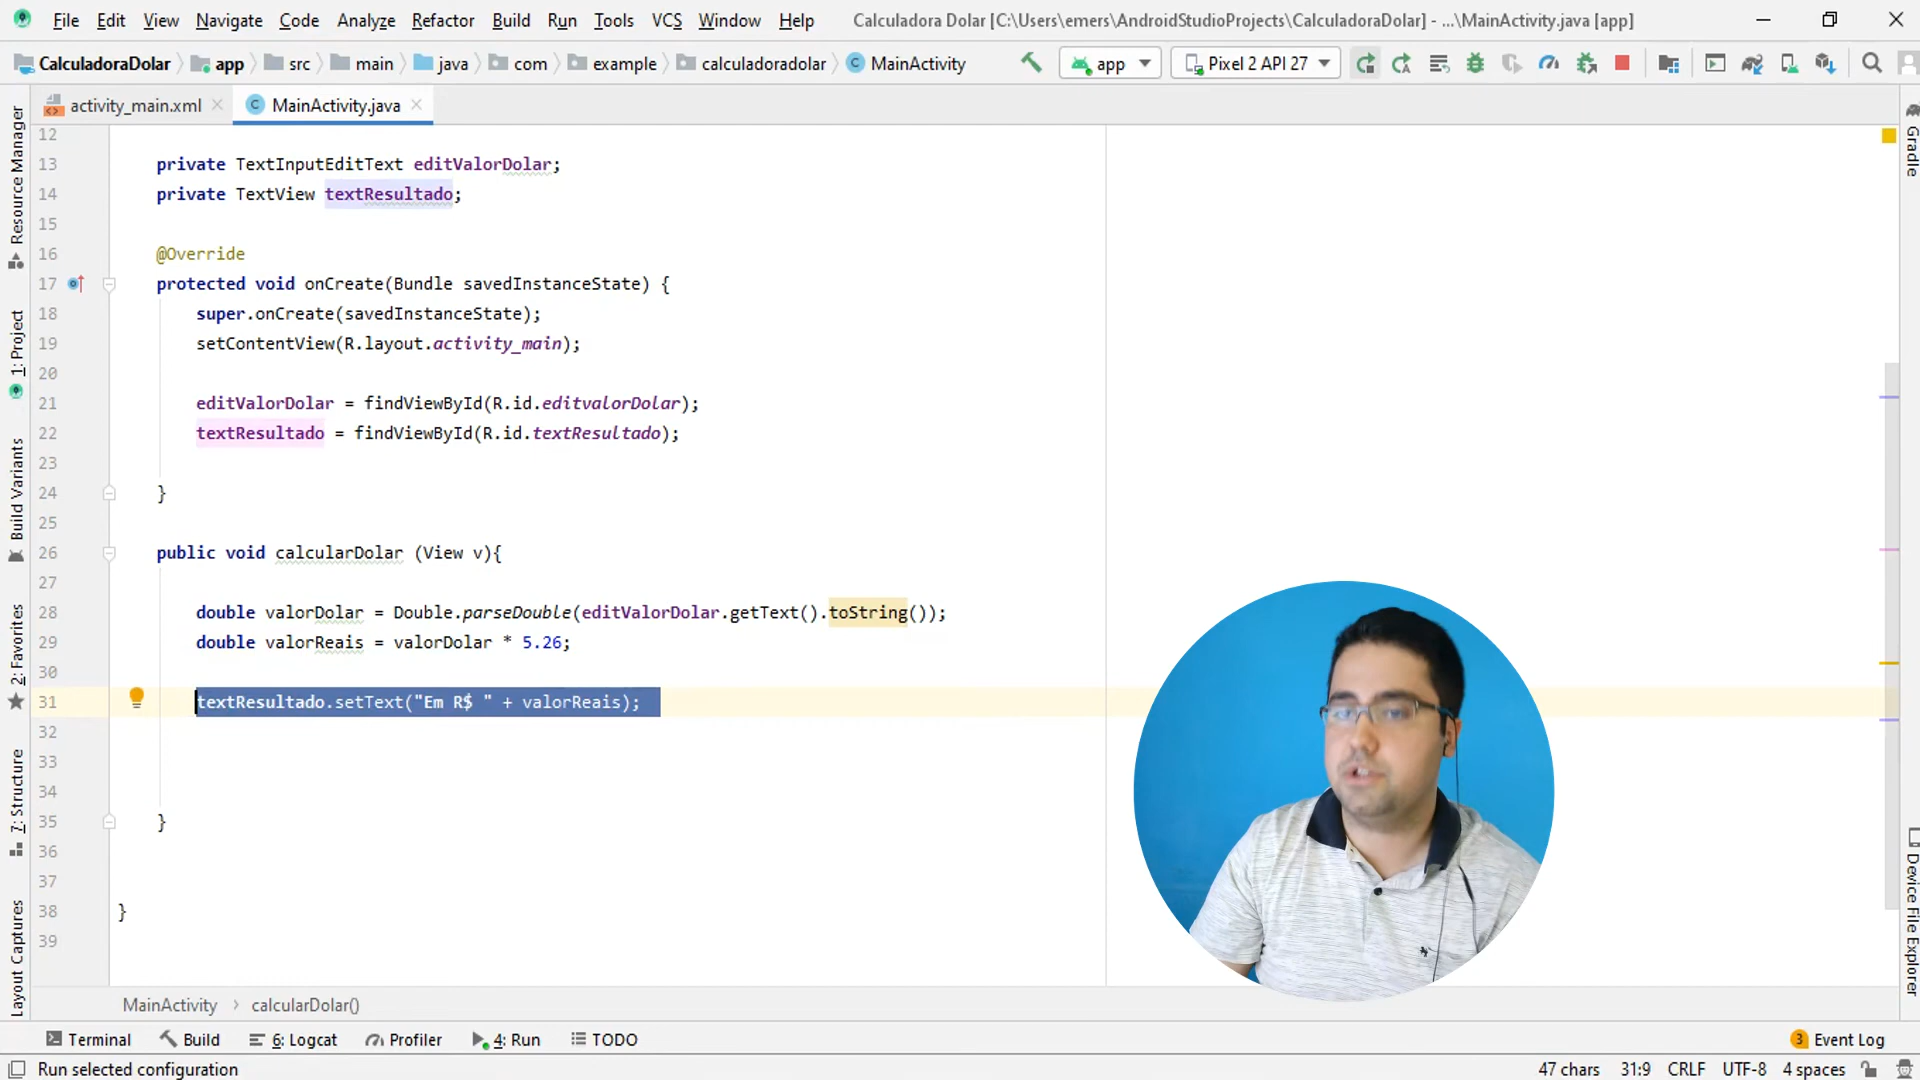 File Edit View Navigate Code Analyze Refactor Build Run Tools VCS Window Help Calculadora Dolar [C:\Users\emers\AndroidStudioProjects\CalculadoraDolar] - ...\MainActivity.java [app]
CalculadoraDolar app src main java com example calculadoradolar MainActivity app Pixel 2 API 27
activity_main.xml MainActivity.java
12
13 private TextInputEditText editValorDolar;
14 private TextView textResultado;
15
16 @Override
17 protected void onCreate(Bundle savedInstanceState) {
18 super.onCreate(savedInstanceState);
19 setContentView(R.layout.activity_main);
20
21 editValorDolar = findViewById(R.id.editvalorDolar);
22 textResultado = findViewById(R.id.textResultado);
23
24 }
25
26 public void calcularDolar (View v){
27
28 double valorDolar = Double.parseDouble(editValorDolar.getText().toString());
29 double valorReais = valorDolar * 5.26;
30
31 textResultado.setText("Em R$ " + valorReais);
32
33
34
35 }
36
37
38 }
39
MainActivity calcularDolar()
Terminal Build 6: Logcat Profiler 4: Run TODO 3 Event Log
Run selected configuration 47 chars 31:9 CRLF UTF-8 4 spaces
Resource Manager
1: Project
Build Variants
2: Favorites
7: Structure
Layout Captures
Gradle
Device File Explorer